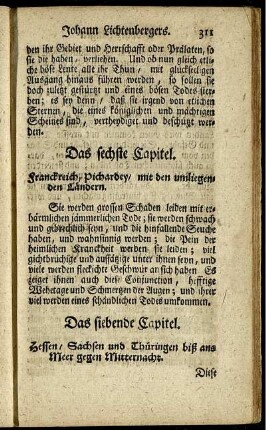 Johann Lichtenbergers. 311
den ihr Gebiet und Herrschafft oder Prälaten, so
sie die haben, verliehen. Und ob nun gleich etli-
che böse Leute alle ihr Thun, mit glückseligen
Ausgang hinaus führen werden, so sollen sie
doch zuletzt gestürtzt und eines bösen Todes ster-
ben; es sey denn, daß sie irgend von etlichen
Sternen, die eines königlichen und mächtigen
Scheines sind, vertheydiget und beschützt wer-
den.
Das sechste Capitel.
Franckreich, Pichardey/ mit den umliegen-
den Ländern.
Sie werden grossen Schaden leiden mit er-
bärmlichen jämmerlichen Tode; sie werden schwach
und gebrechlich seyn, und die hinfallende Seuche
haben, und wahnsinnig werden; die Pein der
heimlichen Kranckheit werden sie leiden; viel
gichtbrüchige und aussätzige unter ihnen seyn, und
viele werden fleckichte Geschwür an sich haben Es
zeiget ihnen auch diese Conjunction, hefftige
Wehetage und Schmertzen der Augen; und ihrer
viel werden eines schändlichen Todes umkommen.
Das siebende Capitel.
Hessen/ Sachsen und Thüringen biß ans
Meer gegen Mitternacht.
Diese